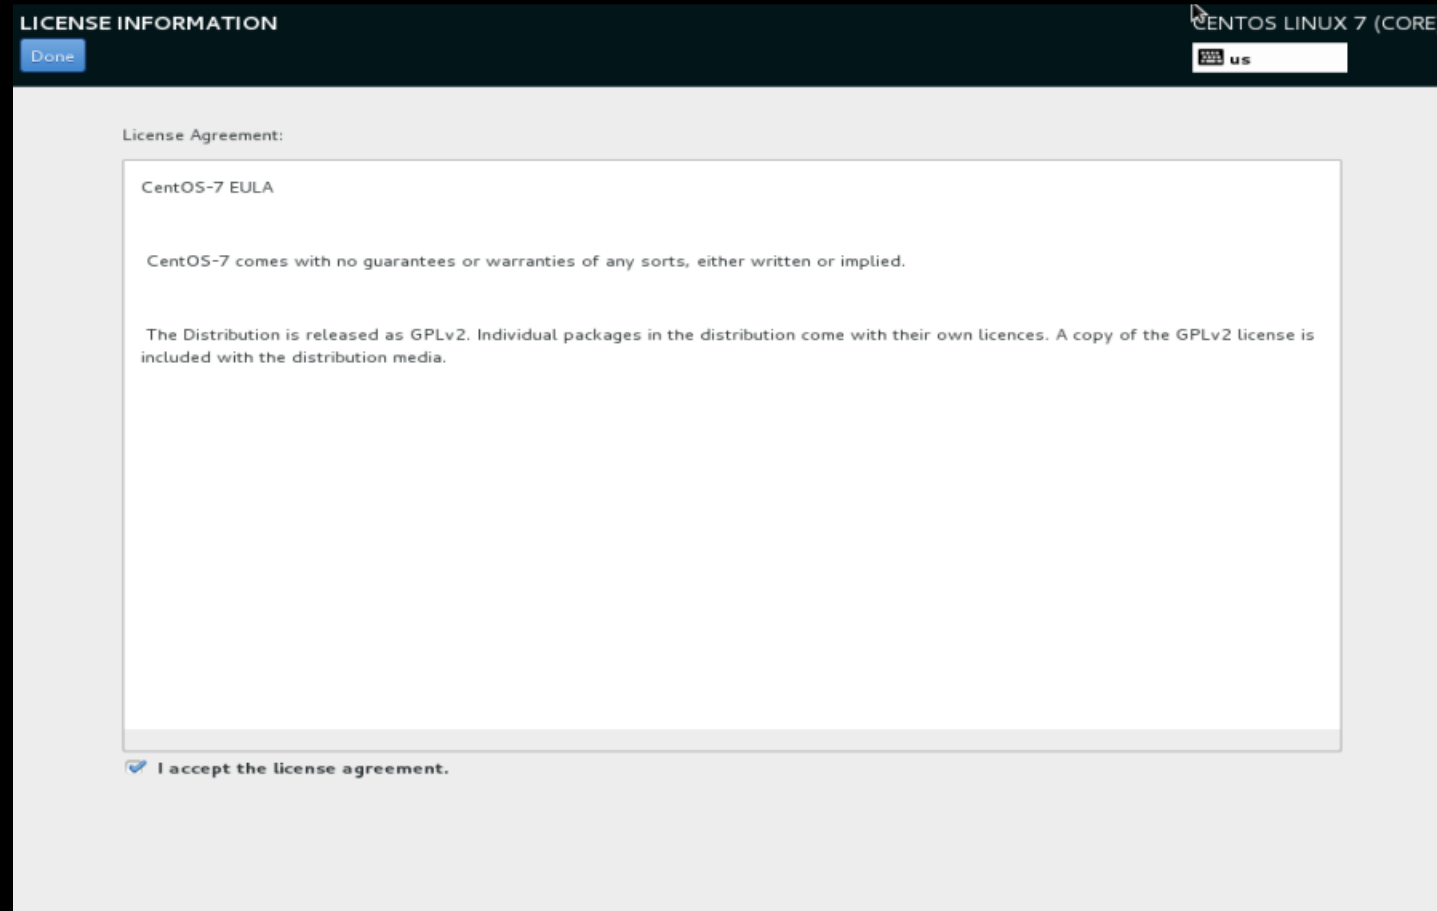 LICENSE INFORMATION
CENTOS LINUX 7 (CORE
Done
us
License Agreement:
CentOS-7 EULA
CentOS-7 comes with no guarantees or warranties of any sorts, either written or implied.
The Distribution is released as GPLv2. Individual packages in the distribution come with their own licences. A copy of the GPLv2 license is
included with the distribution media.
I accept the license agreement.